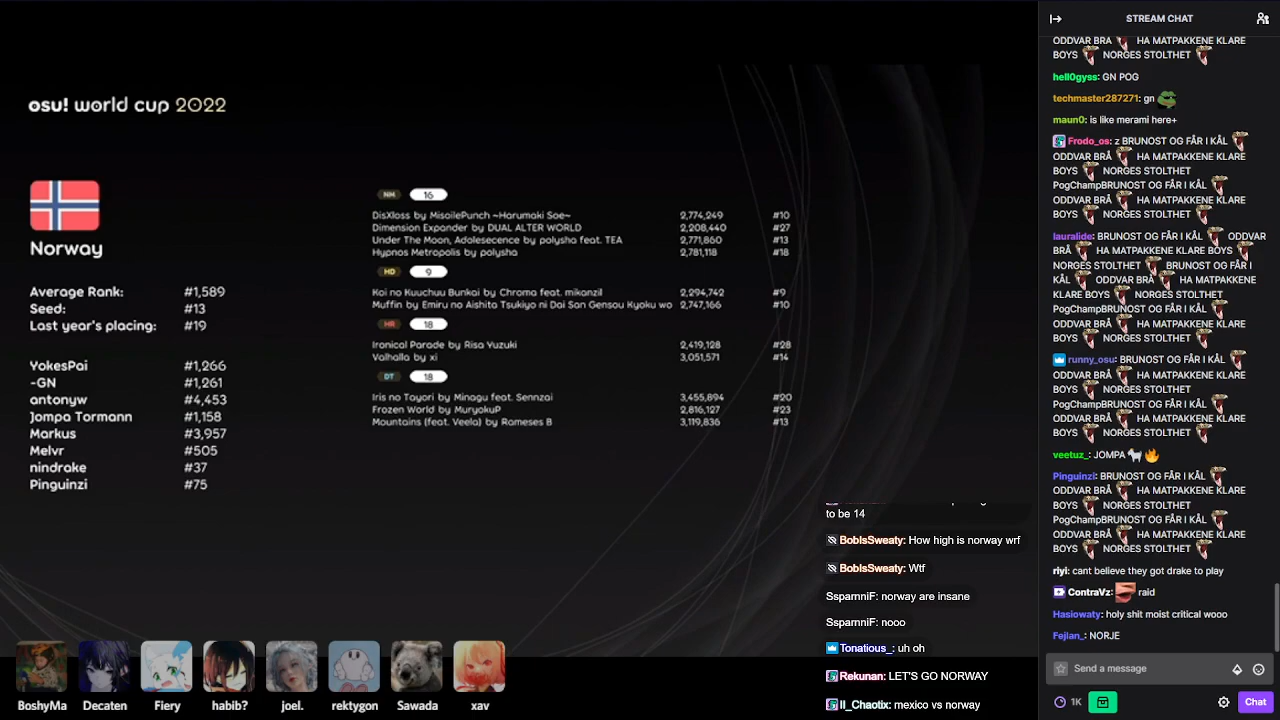 osu! world cup 2022
Norway
Average Rank: #1,589
Seed: #13
Last year's placing: #19
YokesPai #1,266
-GN #1,261
antonyw #4,453
Jompa Tormann #1,158
Markus #3,957
Melvr #505
nindrake #37
Pinguinzi #75
NM 16
DisXloss by MisoilePunch ~Harumaki Soe~ 2,774,249 #10
Dimension Expander by DUAL ALTER WORLD 2,208,440 #27
Under The Moon, Adolesecence by polysha feat. TEA 2,771,860 #13
Hypnos Metropolis by polysha 2,781,118 #18
HD 9
Koi no Kuuchuu Bunkai by Chroma feat. mikanzil 2,294,742 #9
Muffin by Emiru no Aishita Tsukiyo ni Dai San Gensou Kyoku wo 2,747,166 #10
HR 18
Ironical Parade by Risa Yuzuki 2,419,128 #28
Valhalla by xi 3,051,571 #14
DT 18
Iris no Tayori by Minagu feat. Sennzai 3,455,894 #20
Frozen World by MuryokuP 2,816,127 #23
Mountains (feat. Veela) by Rameses B 3,119,836 #13
to be 14
BobIsSweaty: How high is norway wrf
BobIsSweaty: Wtf
SsparnniF: norway are insane
SsparnniF: nooo
Tonatious_: uh oh
Rekunan: LET'S GO NORWAY
II_Chaotix: mexico vs norway
BoshyMa
Decaten
Fiery
habib?
joel.
rektygon
Sawada
xav
STREAM CHAT
ODDVAR BRÅ HA MATPAKKENE KLARE
BOYS NORGES STOLTHET
hell0gyss: GN POG
techmaster287271: gn
maun0: is like merami here+
Frodo_os: z BRUNOST OG FÅR I KÅL
ODDVAR BRÅ HA MATPAKKENE KLARE
BOYS NORGES STOLTHET
PogChampBRUNOST OG FÅR I KÅL
ODDVAR BRÅ HA MATPAKKENE KLARE
BOYS NORGES STOLTHET
lauralide: BRUNOST OG FÅR I KÅL ODDVAR
BRÅ HA MATPAKKENE KLARE BOYS
NORGES STOLTHET BRUNOST OG FÅR I
KÅL ODDVAR BRÅ HA MATPAKKENE
KLARE BOYS NORGES STOLTHET
PogChampBRUNOST OG FÅR I KÅL
ODDVAR BRÅ HA MATPAKKENE KLARE
BOYS NORGES STOLTHET
runny_osu: BRUNOST OG FÅR I KÅL
ODDVAR BRÅ HA MATPAKKENE KLARE
BOYS NORGES STOLTHET
PogChampBRUNOST OG FÅR I KÅL
ODDVAR BRÅ HA MATPAKKENE KLARE
BOYS NORGES STOLTHET
veetuz_: JOMPA
Pinguinzi: BRUNOST OG FÅR I KÅL
ODDVAR BRÅ HA MATPAKKENE KLARE
BOYS NORGES STOLTHET
PogChampBRUNOST OG FÅR I KÅL
ODDVAR BRÅ HA MATPAKKENE KLARE
BOYS NORGES STOLTHET
riyi: cant believe they got drake to play
ContraVz: raid
Hasiowaty: holy shit moist critical wooo
Fejlan_: NORJE
Send a message
1K
Chat